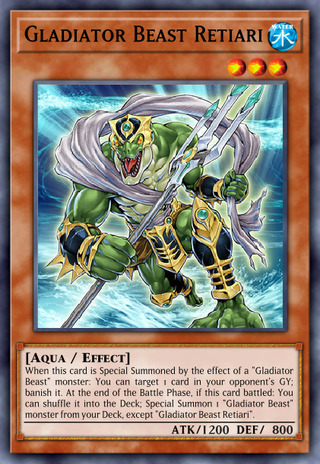 Gladiator Beast Retiari
WATER
水
[Aqua / Effect]
When this card is Special Summoned by the effect of a "Gladiator
Beast" monster: You can target 1 card in your opponent's GY;
banish it. At the end of the Battle Phase, if this card battled: You
can shuffle it into the Deck; Special Summon 1 "Gladiator Beast"
monster from your Deck, except "Gladiator Beast Retiari".
ATK/1200 DEF/ 800